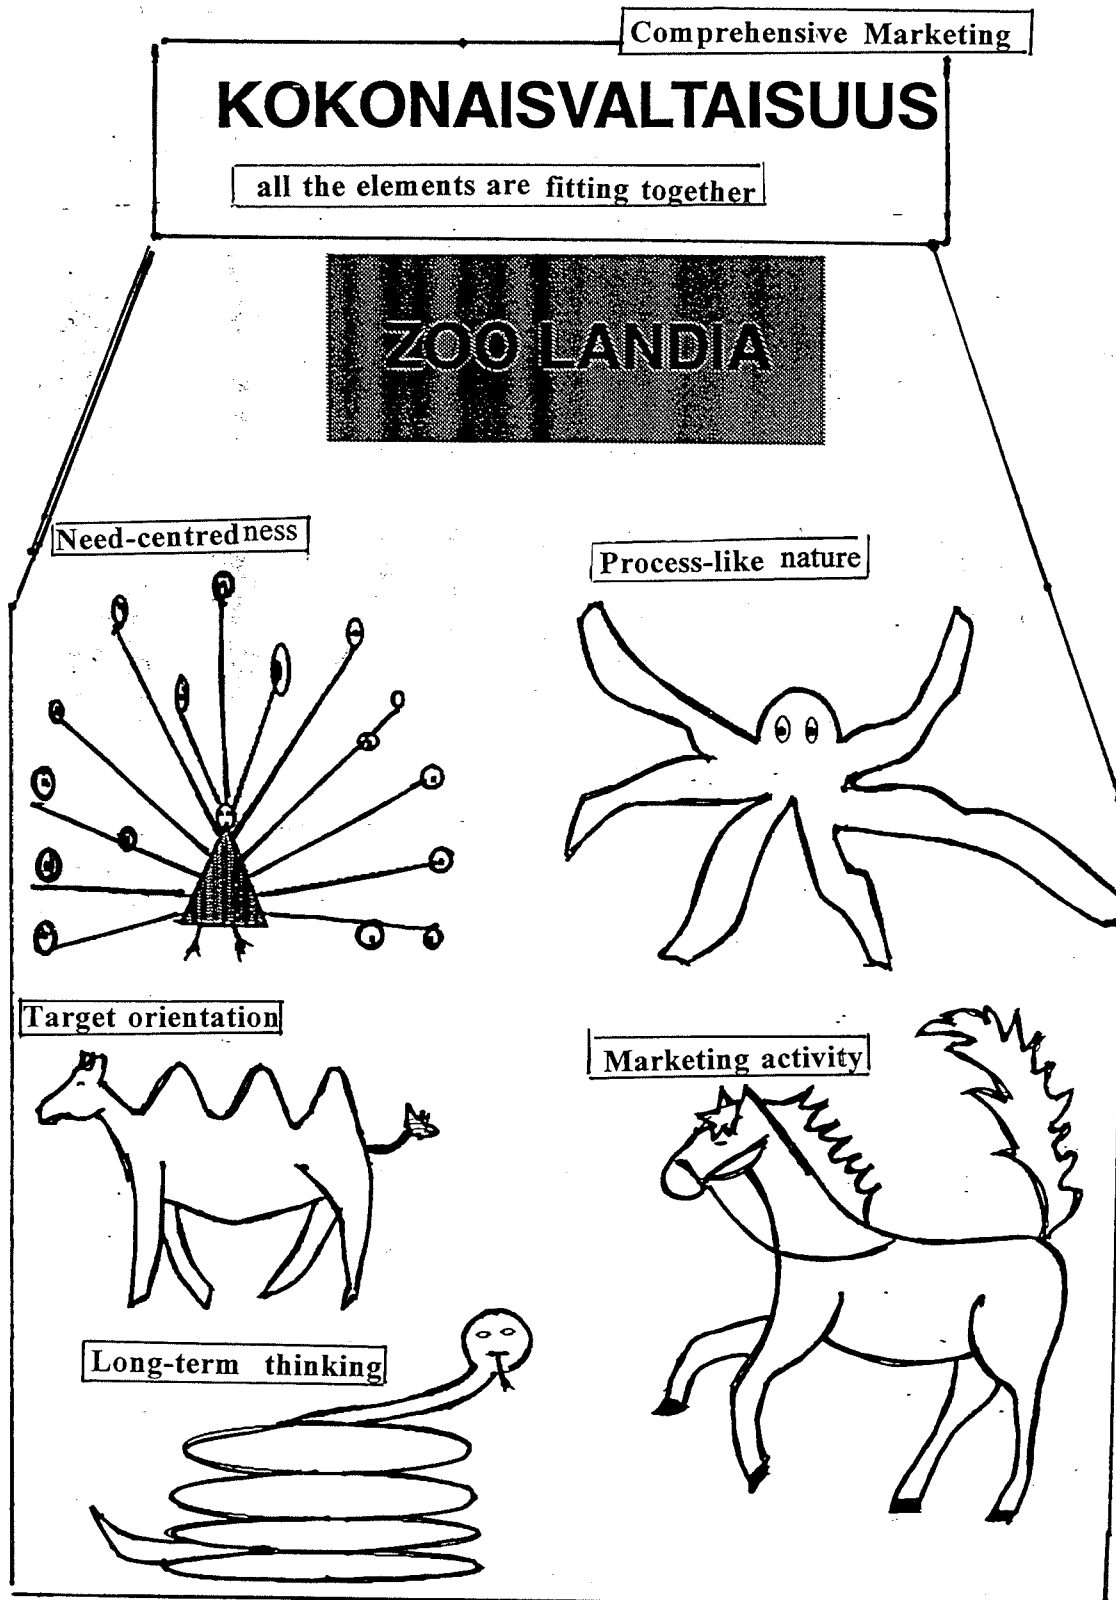 Comprehensive Marketing
KOKONAISVALTAISUUS
all the elements are fitting together
ZOO LANDIA
Need-centredness
Process-like nature
Target orientation
Marketing activity
Long-term thinking